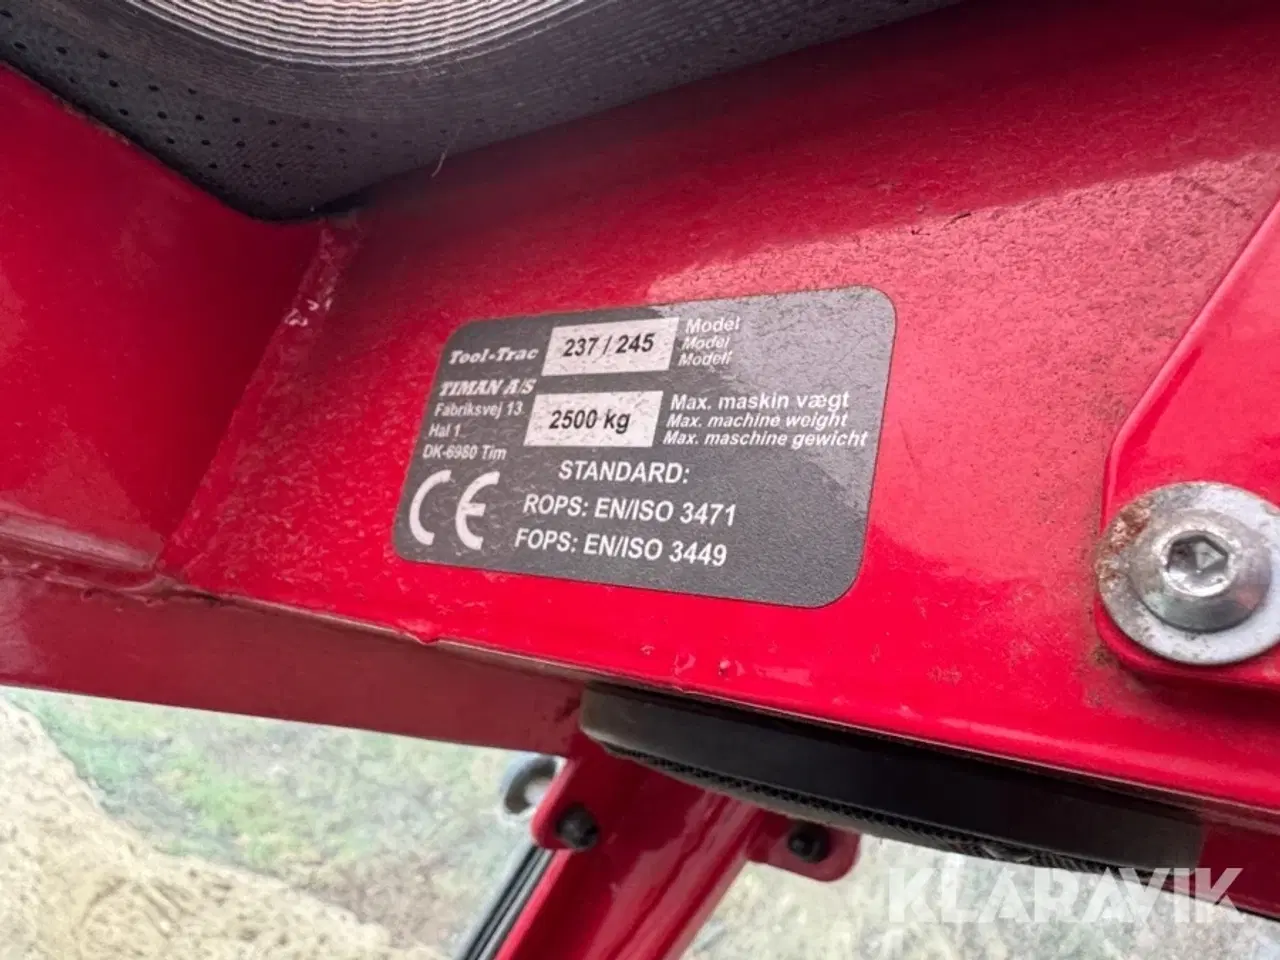 Tool-Trac
237 / 245
Model
Model
Modell
TIMAN A/S
Fabriksvej 13
Hal 1
DK-6980 Tim
2500 kg
Max. maskin vægt
Max. machine weight
Max. maschine gewicht
CE
STANDARD:
ROPS: EN/ISO 3471
FOPS: EN/ISO 3449
KLARAVIK